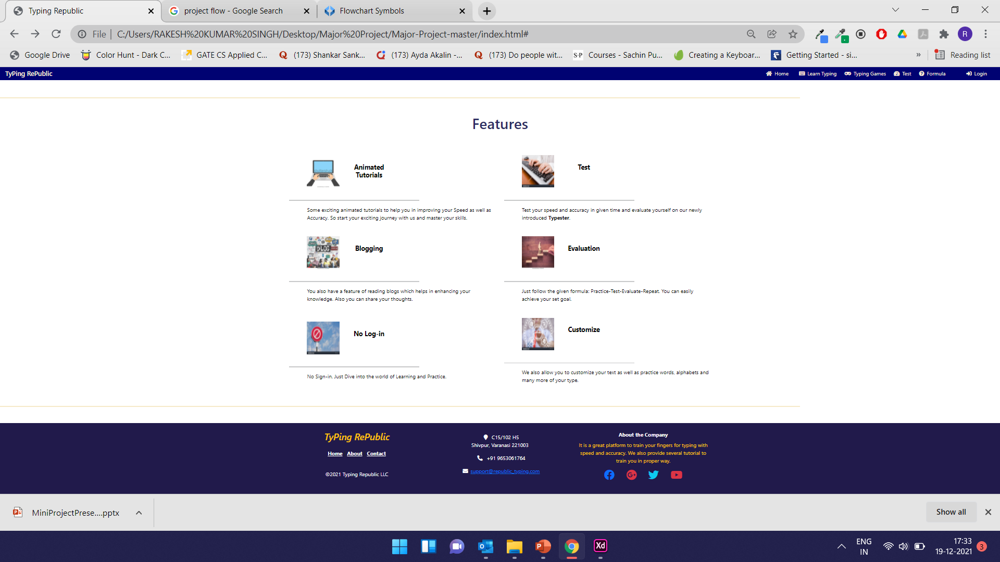 Typing Republic
project flow - Google Search
Flowchart Symbols
File
C:/Users/RAKESH%20KUMAR%20SINGH/Desktop/Major%20Project/Major-Project-master/index.html#
R
Google Drive
Color Hunt - Dark C...
GATE CS Applied C...
(173) Shankar Sank...
(173) Ayda Akalin -...
(173) Do people wit...
S·P
Courses - Sachin Pu...
Creating a Keyboar...
Getting Started - si...
»
Reading list
TyPing RePublic
Home
Learn Typing
Typing Games
Test
Formula
Login
Features
Animated
Tutorials
Test
Some exciting animated tutorials to help you in improving your Speed as well as
Accuracy. So start your exciting journey with us and master your skills.
Test your speed and accuracy in given time and evaluate yourself on our newly
introduced Typester.
BLOG
Blogging
Evaluation
You also have a feature of reading blogs which helps in enhancing your
knowledge. Also you can share your thoughts.
Just follow the given formula: Practice-Test-Evaluate-Repeat. You can easily
achieve your set goal.
No Log-in
Customize
No Sign-in. Just Dive into the world of Learning and Practice.
We also allow you to customize your text as well as practice words, alphabets and
many more of your type.
TyPing RePublic
Home About Contact
©2021 Typing Republic LLC
C15/102 H5
Shivpur, Varanasi 221003
+91 9653061764
support@republic_typing.com
About the Company
It is a great platform to train your fingers for typing with
speed and accuracy. We also provide several tutorial to
train you in proper way.
MiniProjectPrese....pptx
Show all
Xd
ENG
IN
17:33
19-12-2021
3